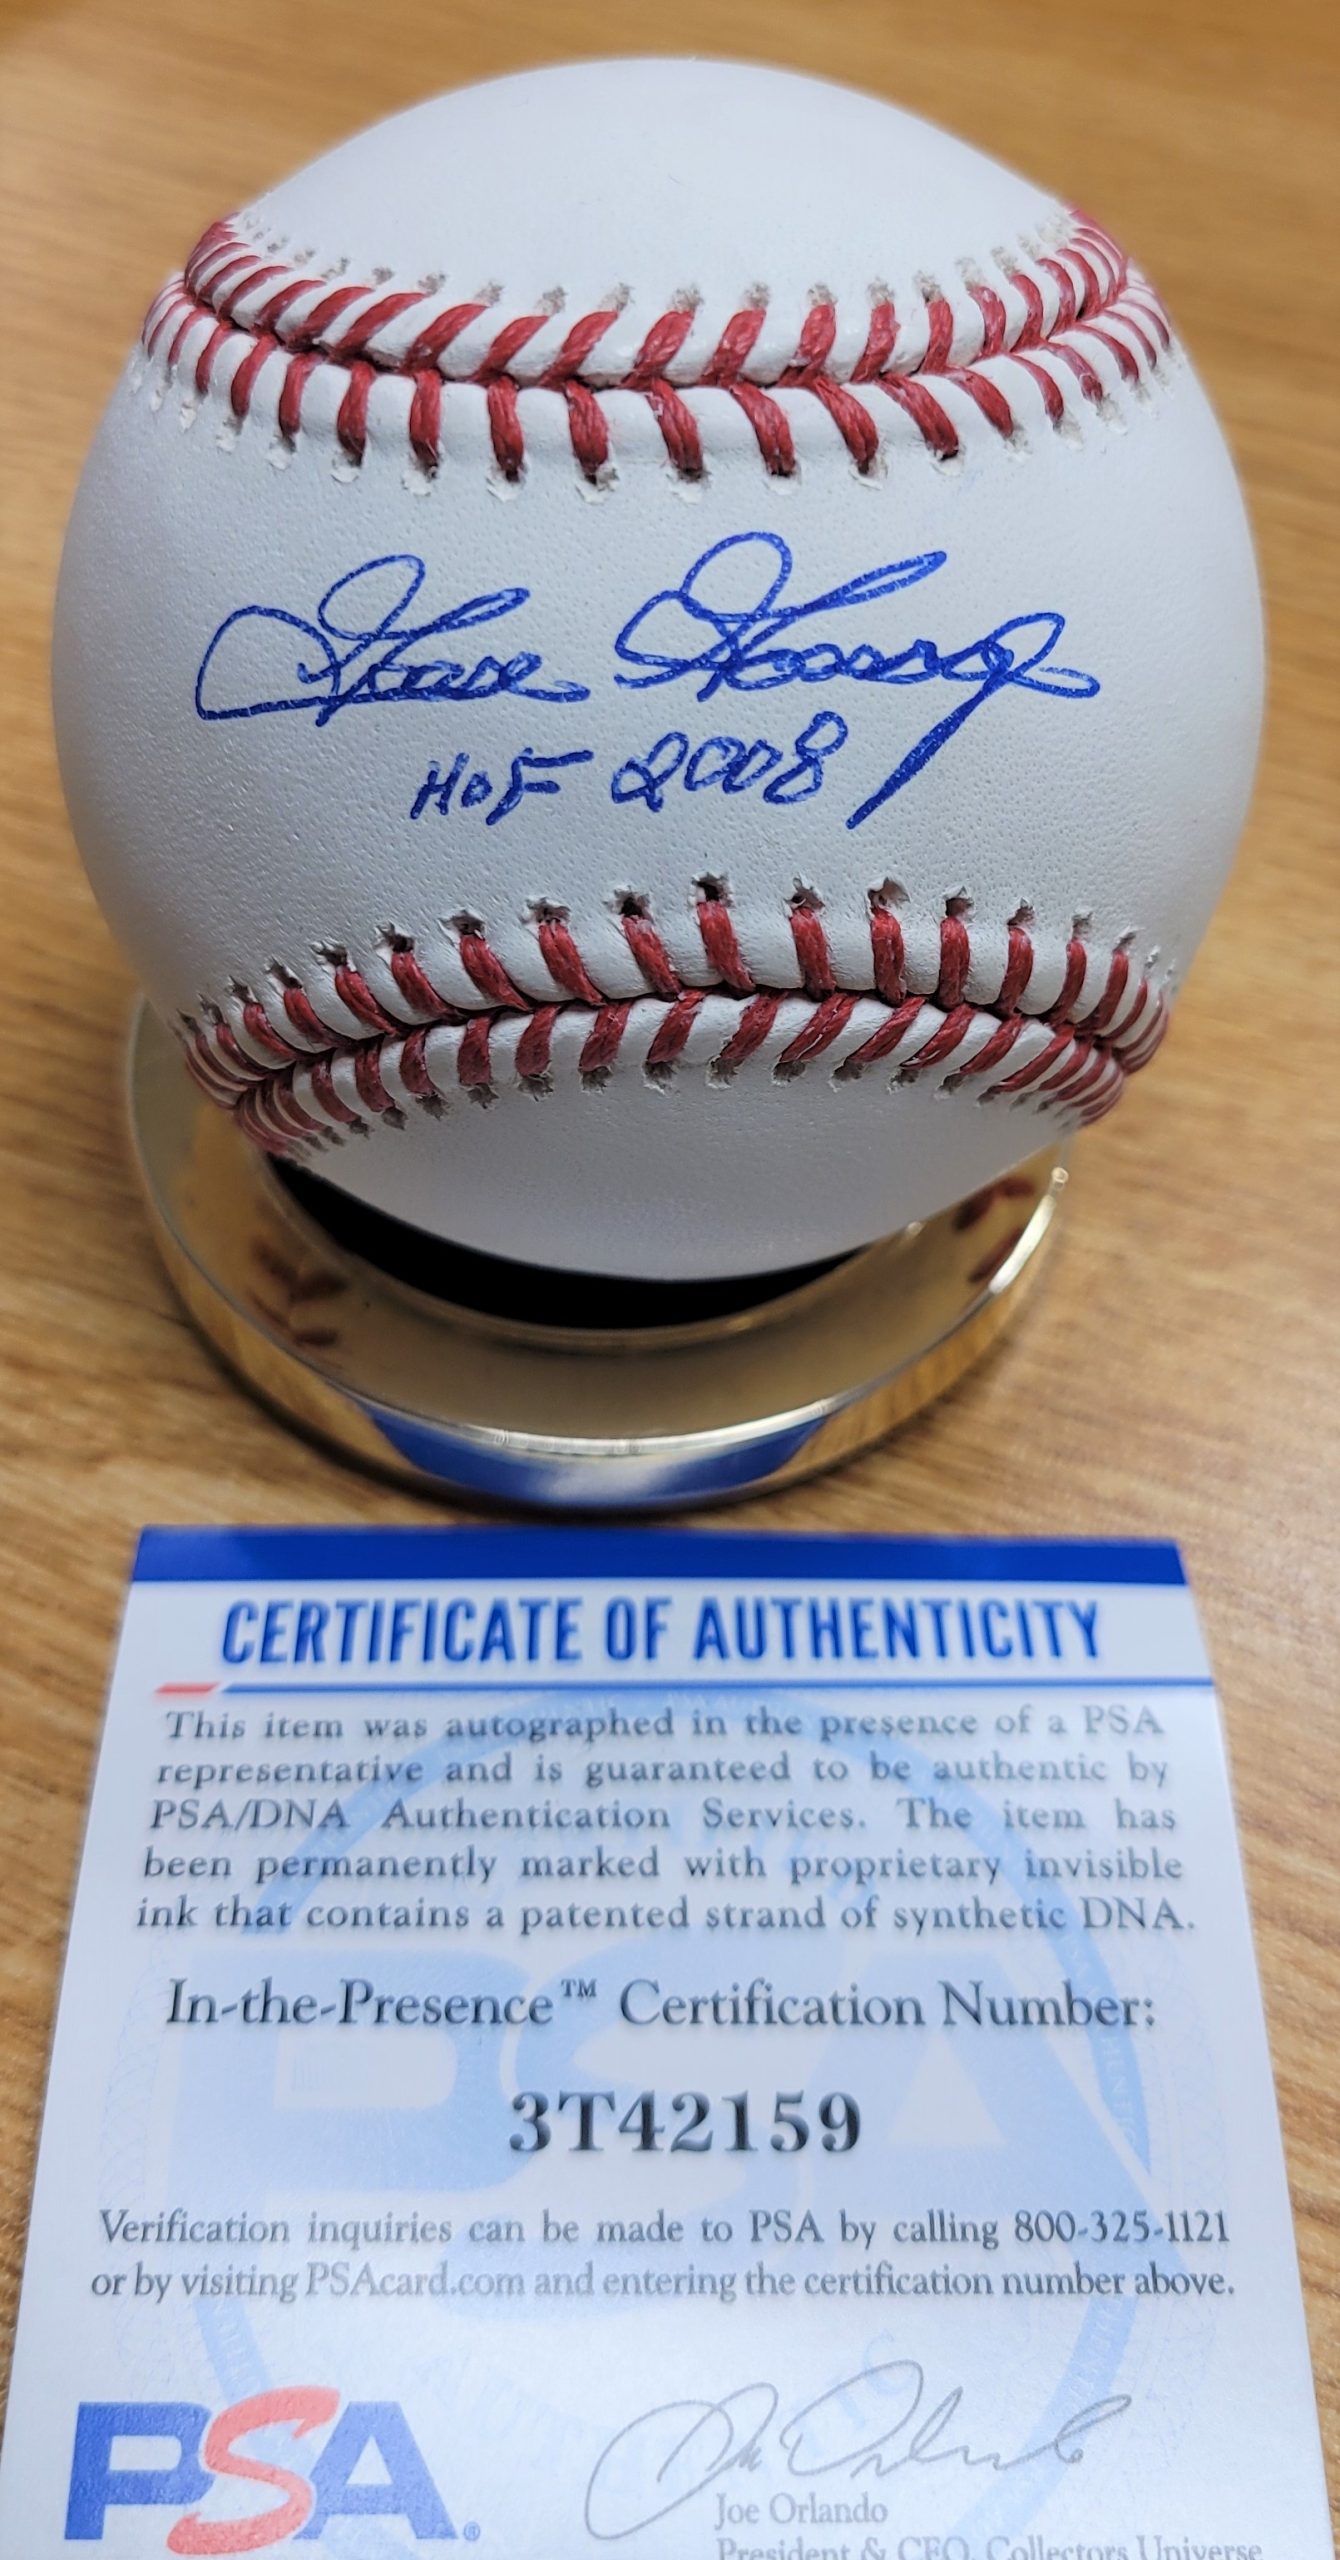 Goose Gossage
HOF 2008
CERTIFICATE OF AUTHENTICITY
This item was autographed in the presence of a PSA
representative and is guaranteed to be authentic by
PSA/DNA Authentication Services. The item has
been permanently marked with proprietary invisible
ink that contains a patented strand of synthetic DNA.
In-the-Presence™ Certification Number:
3T42159
Verification inquiries can be made to PSA by calling 800-325-1121
or by visiting PSAcard.com and entering the certification number above.
PSA®
Joe Orlando
President & CEO, Collectors Universe